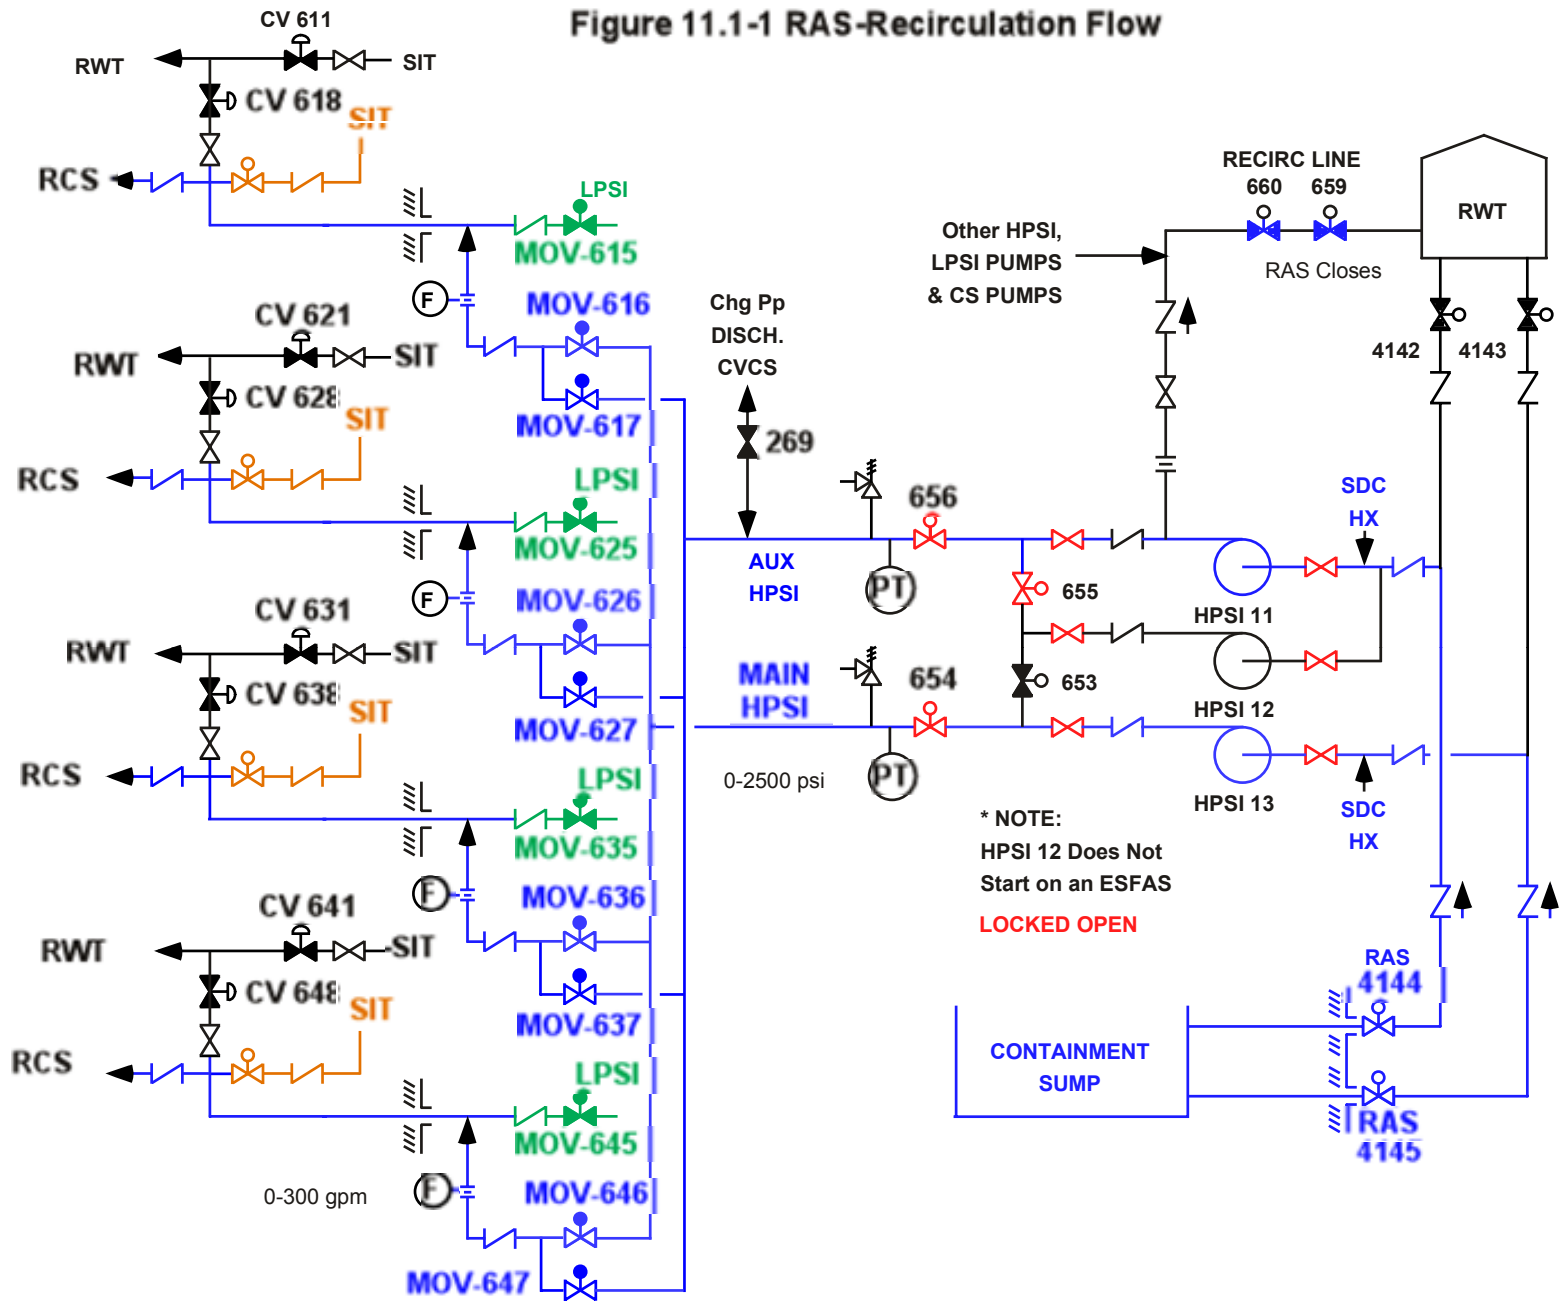 Figure 11.1-1 RAS-Recirculation Flow
CV 611
RWT
SIT
CV 618
SIT
RCS
LPSI
MOV-615
F
MOV-616
MOV-617
CV 621
RWT
SIT
CV 628
SIT
RCS
LPSI
MOV-625
F
MOV-626
MOV-627
CV 631
RWT
SIT
CV 638
SIT
RCS
LPSI
MOV-635
F
MOV-636
MOV-637
CV 641
RWT
SIT
CV 648
SIT
RCS
LPSI
MOV-645
F
MOV-646
0-300 gpm
MOV-647
Chg Pp
DISCH.
CVCS
269
AUX
HPSI
PT
656
655
MAIN
HPSI
PT
654
653
0-2500 psi
Other HPSI,
LPSI PUMPS
& CS PUMPS
RECIRC LINE
660 659
RAS Closes
RWT
4142 4143
SDC
HX
HPSI 11
HPSI 12
HPSI 13
SDC
HX
* NOTE:
HPSI 12 Does Not
Start on an ESFAS
LOCKED OPEN
RAS
4144
CONTAINMENT
SUMP
RAS
4145